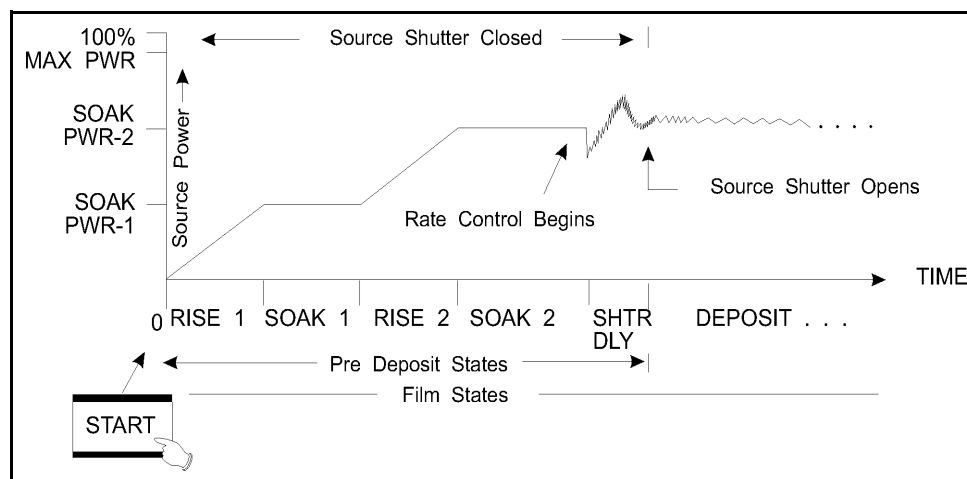 100%
MAX PWR
Source Shutter Closed
SOAK
PWR-2
Source Power
. . . .
Source Shutter Opens
Rate Control Begins
SOAK
PWR-1
TIME
0 RISE 1 SOAK 1 RISE 2 SOAK 2 SHTR DEPOSIT . . .
DLY
Pre Deposit States
Film States
START